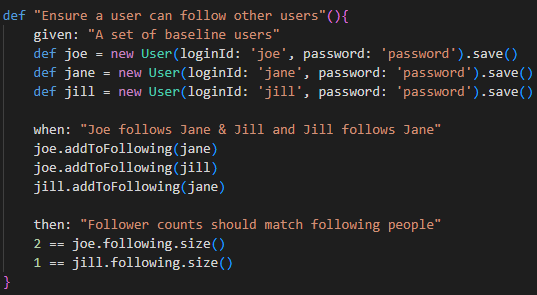 def "Ensure a user can follow other users"(){
    given: "A set of baseline users"
    def joe = new User(loginId: 'joe', password: 'password').save()
    def jane = new User(loginId: 'jane', password: 'password').save()
    def jill = new User(loginId: 'jill', password: 'password').save()

    when: "Joe follows Jane & Jill and Jill follows Jane"
    joe.addToFollowing(jane)
    joe.addToFollowing(jill)
    jill.addToFollowing(jane)

    then: "Follower counts should match following people"
    2 == joe.following.size()
    1 == jill.following.size()
}